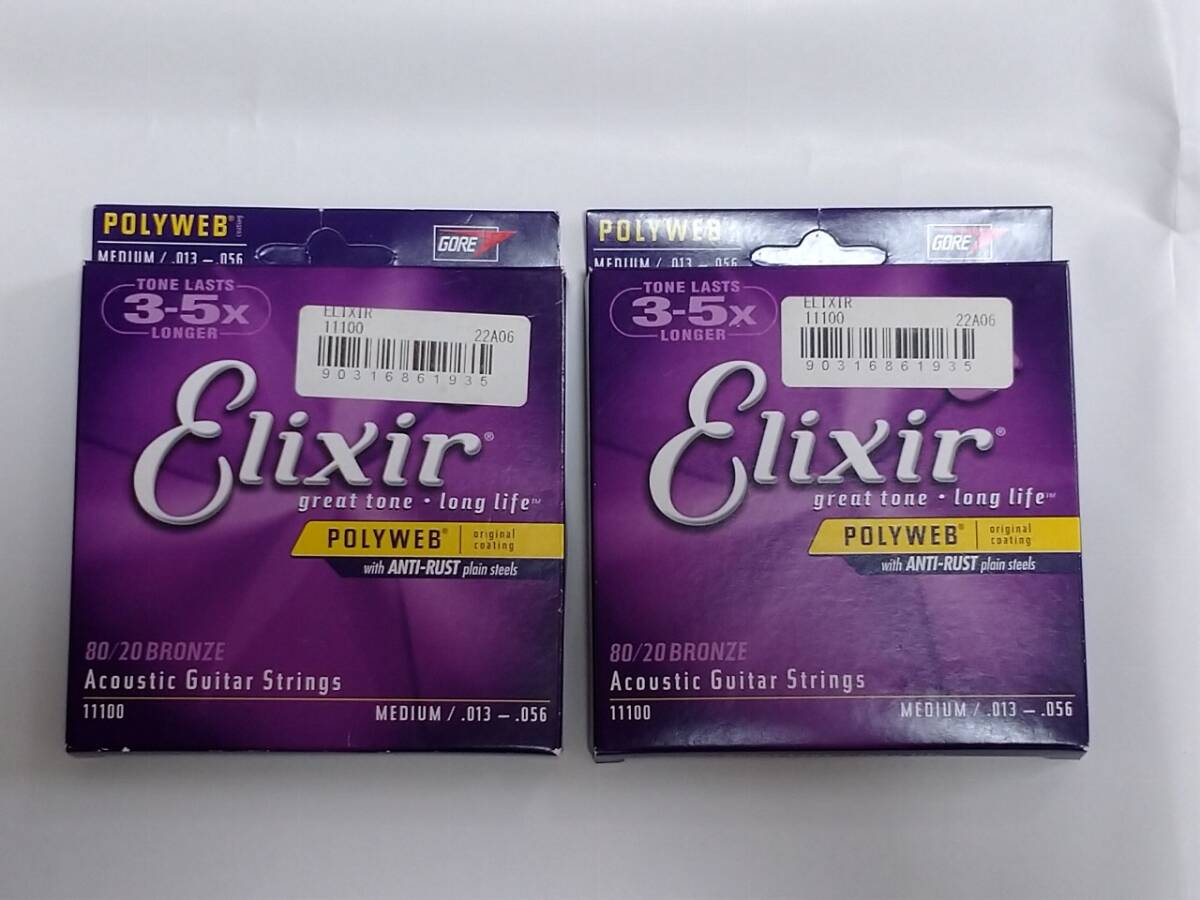 POLYWEB® coating
GORE
MEDIUM / .013 – .056
TONE LASTS
3-5x
LONGER
ELIXIR
11100 22A06
90316861935
Elixir®
great tone • long life™
POLYWEB® original coating
with ANTI-RUST plain steels
80/20 BRONZE
Acoustic Guitar Strings
11100 MEDIUM / .013 – .056
POLYWEB
GORE
MEDIUM / .013 – .056
TONE LASTS
3-5x
LONGER
ELIXIR
11100 22A06
90316861935
Elixir®
great tone • long life™
POLYWEB® original coating
with ANTI-RUST plain steels
80/20 BRONZE
Acoustic Guitar Strings
11100 MEDIUM / .013 – .056